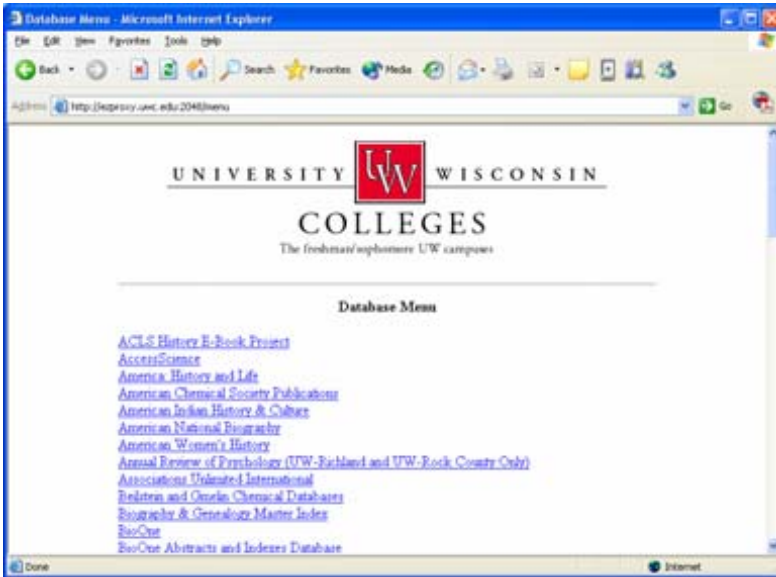 Database Menu - Microsoft Internet Explorer
File Edit View Favorites Tools Help
Back Search Favorites Media
Address http://ezproxy.uwc.edu:2048/menu Go
UNIVERSITY UW WISCONSIN
COLLEGES
The freshman/sophomore UW campuses
Database Menu
ACLS History E-Book Project
AccessScience
America: History and Life
American Chemical Society Publications
American Indian History & Culture
American National Biography
American Women's History
Annual Review of Psychology (UW-Richland and UW-Rock County Only)
Associations Unlimited International
Beilstein and Gmelin Chemical Databases
Biography & Genealogy Master Index
BioOne
BioOne Abstracts and Indexes Database
Done Internet